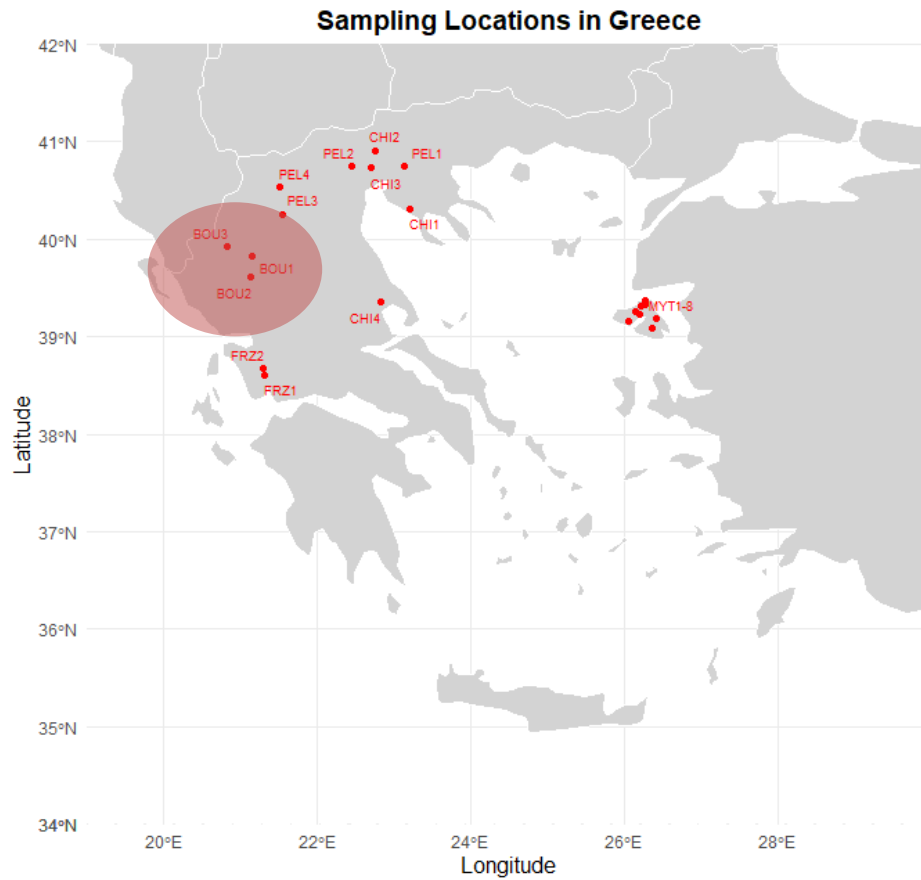 Sampling Locations in Greece
42°N
41°N
40°N
39°N
38°N
37°N
36°N
35°N
34°N
Latitude
CHI2
PEL2
PEL1
CHI3
PEL4
PEL3
CHI1
BOU3
BOU1
BOU2
MYT1-8
CHI4
FRZ2
FRZ1
20°E
22°E
24°E
26°E
28°E
Longitude